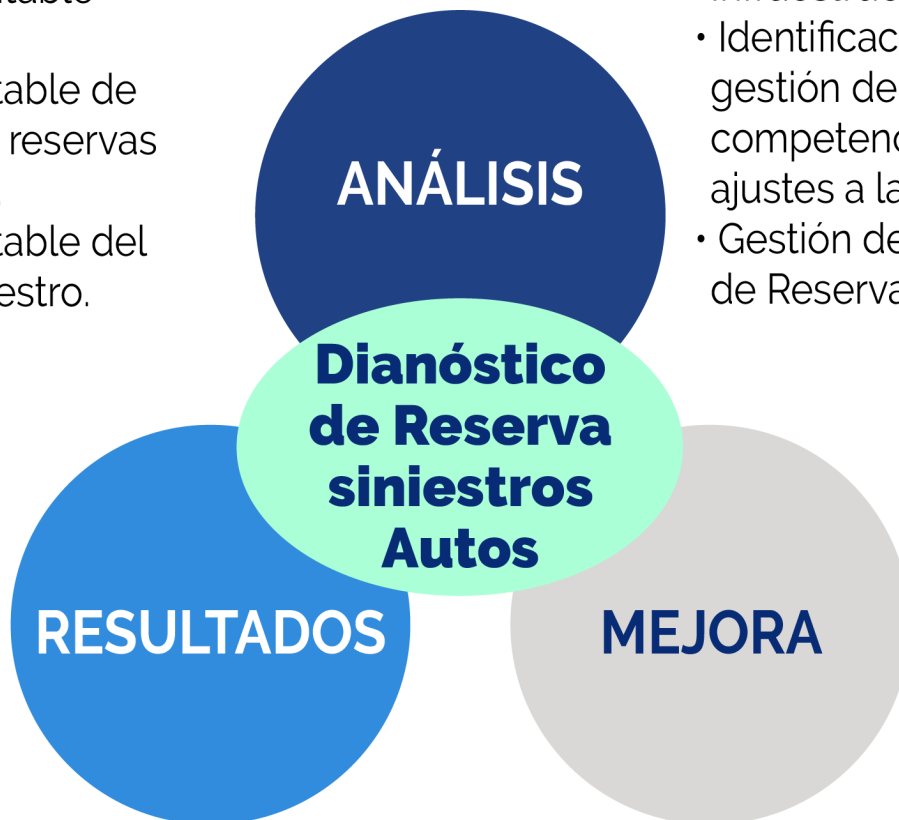 table de
reservas
table del
estro.
• Identificac
gestión de
competenc
ajustes a la
• Gestión de
de Reserva
ANÁLISIS
Dianóstico
de Reserva
siniestros
Autos
RESULTADOS
MEJORA